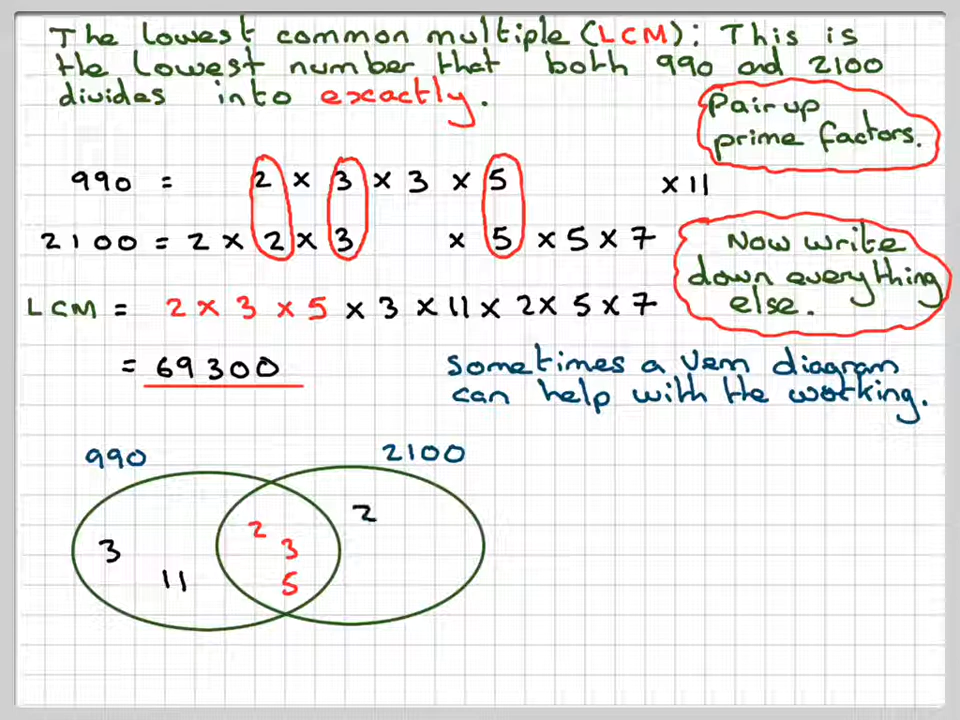 The lowest common multiple (LCM): This is
the lowest number that both 990 ad 2100
divides into exactly.
Pair up
prime factors.
990 = 2 × 3 × 3 × 5 × 11
2100 = 2 × 2 × 3 × 5 × 5 × 7
Now write
down everything
else.
LCM = 2 × 3 × 5 × 3 × 11 × 2 × 5 × 7
= 69300
Sometimes a Venn diagram
can help with the working.
990
2100
2
2
3
3
11
5